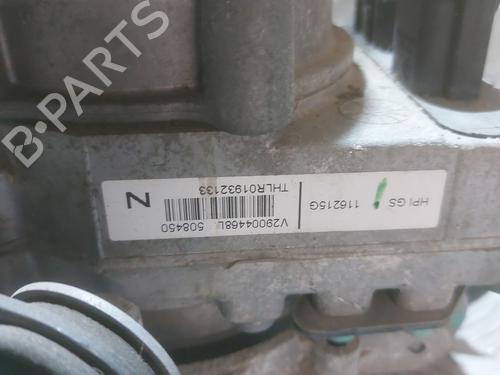 B-PARTS
HPI GS
116215G
V29004468L 508450
THLR01932133
N